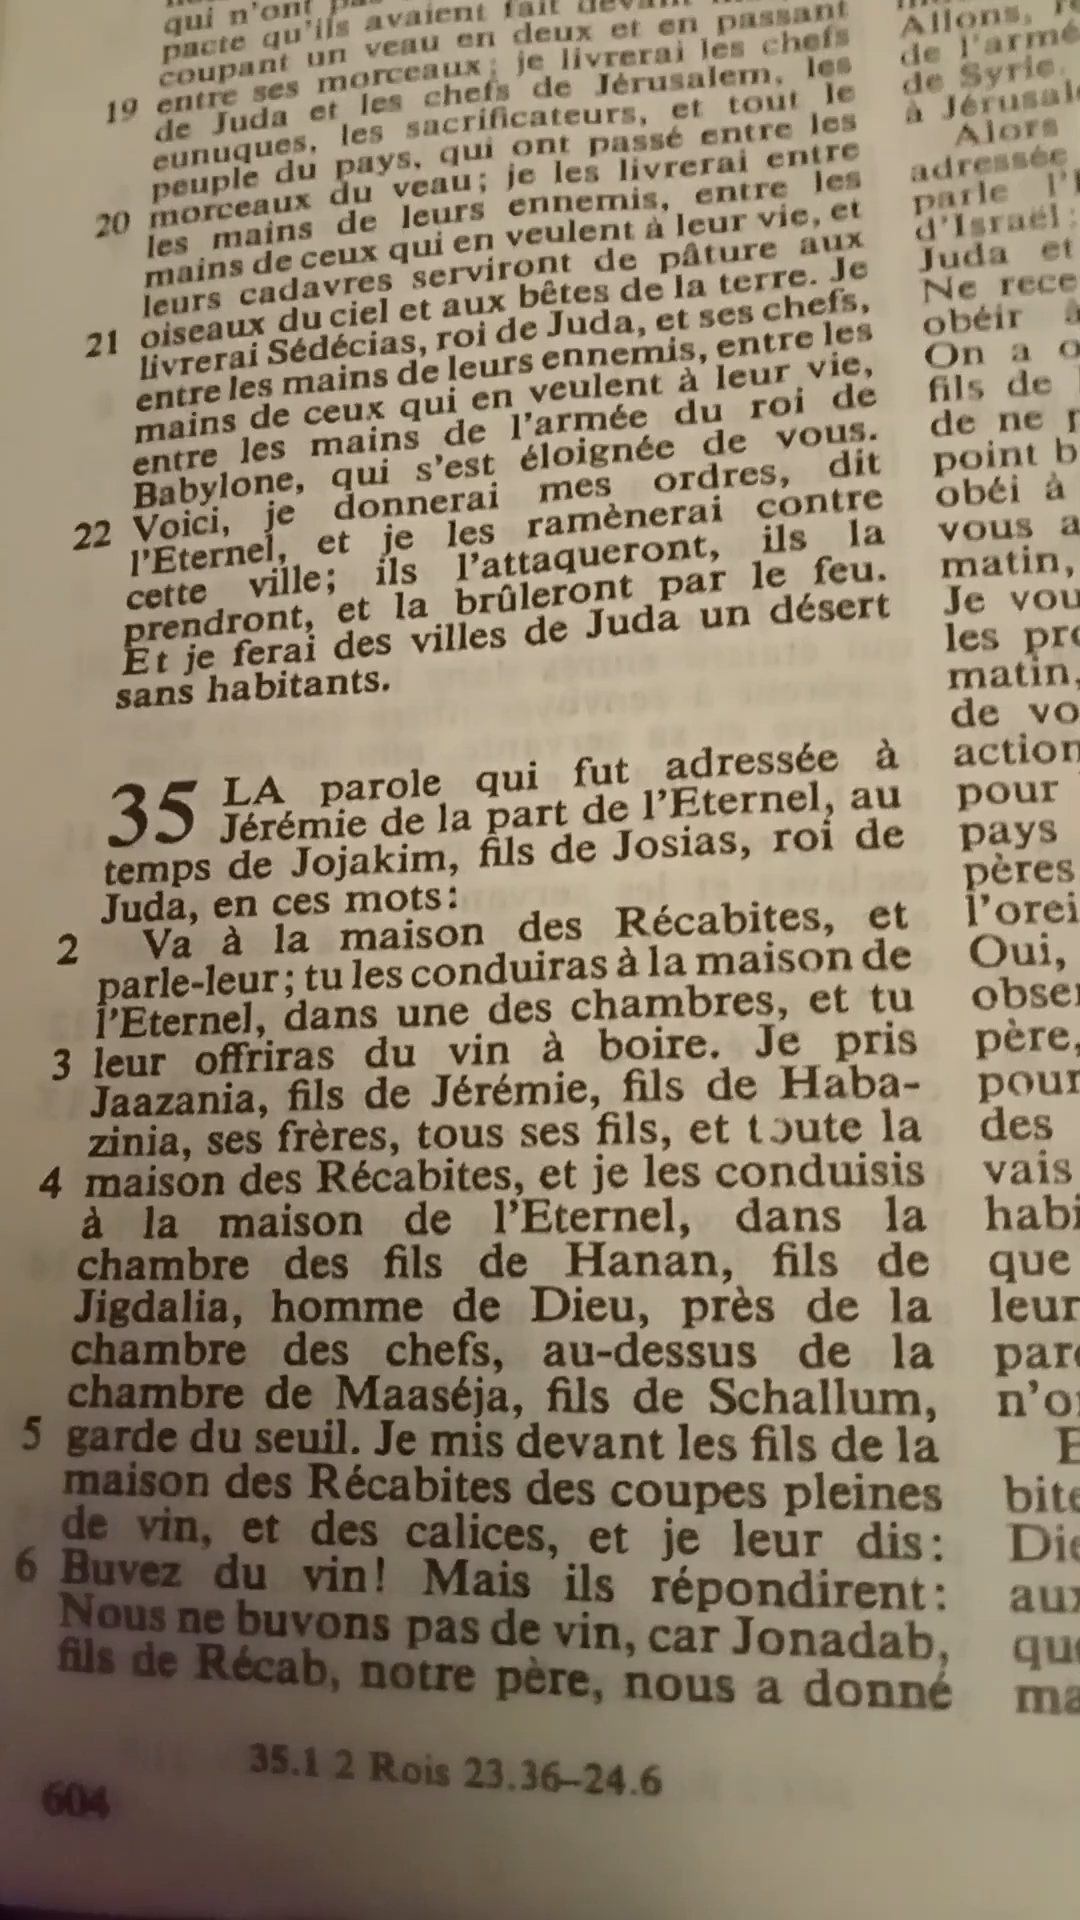 qui n'ont
pacte qu'ils avaient fait
coupant un veau en deux et en passant
19 entre ses morceaux; je livrerai les chefs
de Juda et les chefs de Jérusalem, les
eunuques, les sacrificateurs, et tout le
peuple du pays, qui ont passé entre les
20 morceaux du veau; je les livrerai entre
les mains de leurs ennemis, entre les
mains de ceux qui en veulent à leur vie, et
leurs cadavres serviront de pâture aux
21 oiseaux du ciel et aux bêtes de la terre. Je
livrerai Sédécias, roi de Juda, et ses chefs,
entre les mains de leurs ennemis, entre les
mains de ceux qui en veulent à leur vie,
entre les mains de l'armée du roi de
Babylone, qui s'est éloignée de vous.
22 Voici, je donnerai mes ordres, dit
l'Eternel, et je les ramènerai contre
cette ville; ils l'attaqueront, ils la
prendront, et la brûleront par le feu.
Et je ferai des villes de Juda un désert
sans habitants.
35 LA parole qui fut adressée à
Jérémie de la part de l'Eternel, au
temps de Jojakim, fils de Josias, roi de
Juda, en ces mots:
2 Va à la maison des Récabites, et
parle-leur; tu les conduiras à la maison de
l'Eternel, dans une des chambres, et tu
3 leur offriras du vin à boire. Je pris
Jaazania, fils de Jérémie, fils de Haba-
zinia, ses frères, tous ses fils, et toute la
4 maison des Récabites, et je les conduisis
à la maison de l'Eternel, dans la
chambre des fils de Hanan, fils de
Jigdalia, homme de Dieu, près de la
chambre des chefs, au-dessus de la
chambre de Maaséja, fils de Schallum,
5 garde du seuil. Je mis devant les fils de la
maison des Récabites des coupes pleines
de vin, et des calices, et je leur dis:
6 Buvez du vin! Mais ils répondirent:
Nous ne buvons pas de vin, car Jonadab,
fils de Récab, notre père, nous a donné
35.1 2 Rois 23.36–24.6
604
Allons,
de l'armé
de Syrie,
à Jérusal
Alors
adressée
parle
d'Israël:
Juda et
Ne rece
obéir à
On a
fils de
de ne
point b
obéi à
vous a
matin,
Je vou
les pro
matin,
de vo
action
pour
pays
pères
l'orei
Oui,
obser
père,
pour
des
vais
habi
que
leur
par
n'o
E
bite
Die
aux
que
ma